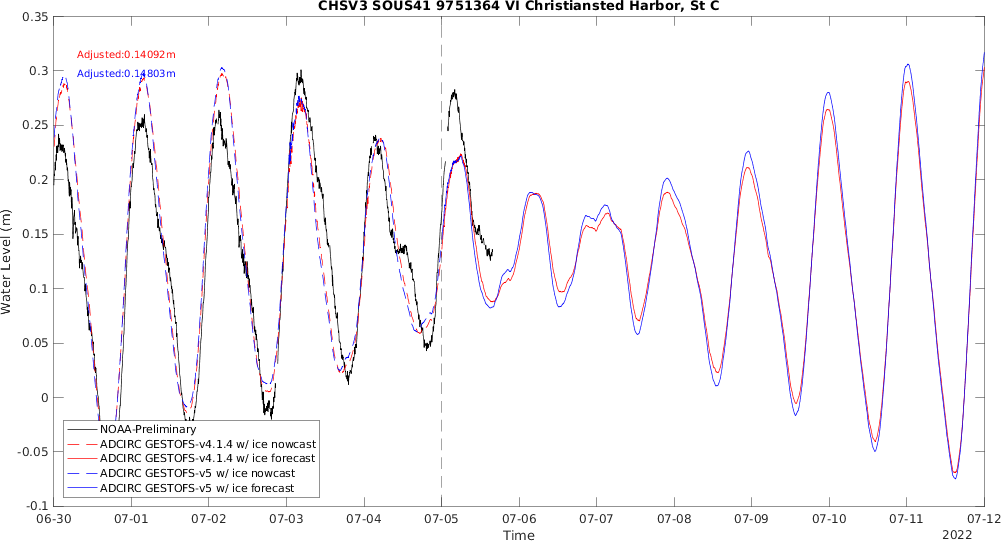 CHSV3 SOUS41 9751364 VI Christiansted Harbor, St C
0.35
0.3
0.25
0.2
0.15
0.1
0.05
0
-0.05
-0.1
Water Level (m)
Adjusted:0.14092m
Adjusted:0.14803m
NOAA-Preliminary
ADCIRC GESTOFS-v4.1.4 w/ ice nowcast
ADCIRC GESTOFS-v4.1.4 w/ ice forecast
ADCIRC GESTOFS-v5 w/ ice nowcast
ADCIRC GESTOFS-v5 w/ ice forecast
06-30 07-01 07-02 07-03 07-04 07-05 07-06 07-07 07-08 07-09 07-10 07-11 07-12
Time
2022